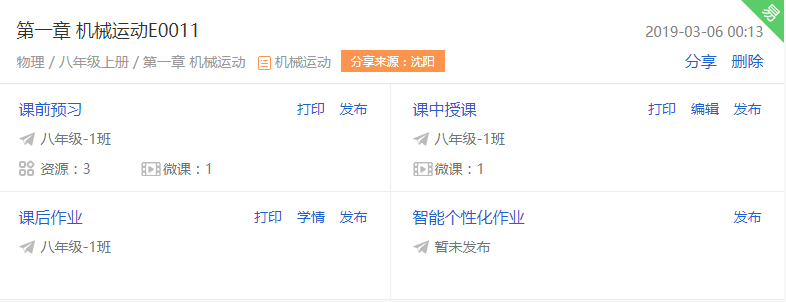 易
第一章 机械运动E0011 2019-03-06 00:13
物理 / 八年级上册 / 第一章 机械运动 机械运动 分享来源：沈阳 分享 删除
课前预习 打印 发布
八年级-1班
资源：3 微课：1
课中授课 打印 编辑 发布
八年级-1班
微课：1
课后作业 打印 学情 发布
八年级-1班
智能个性化作业 发布
暂未发布